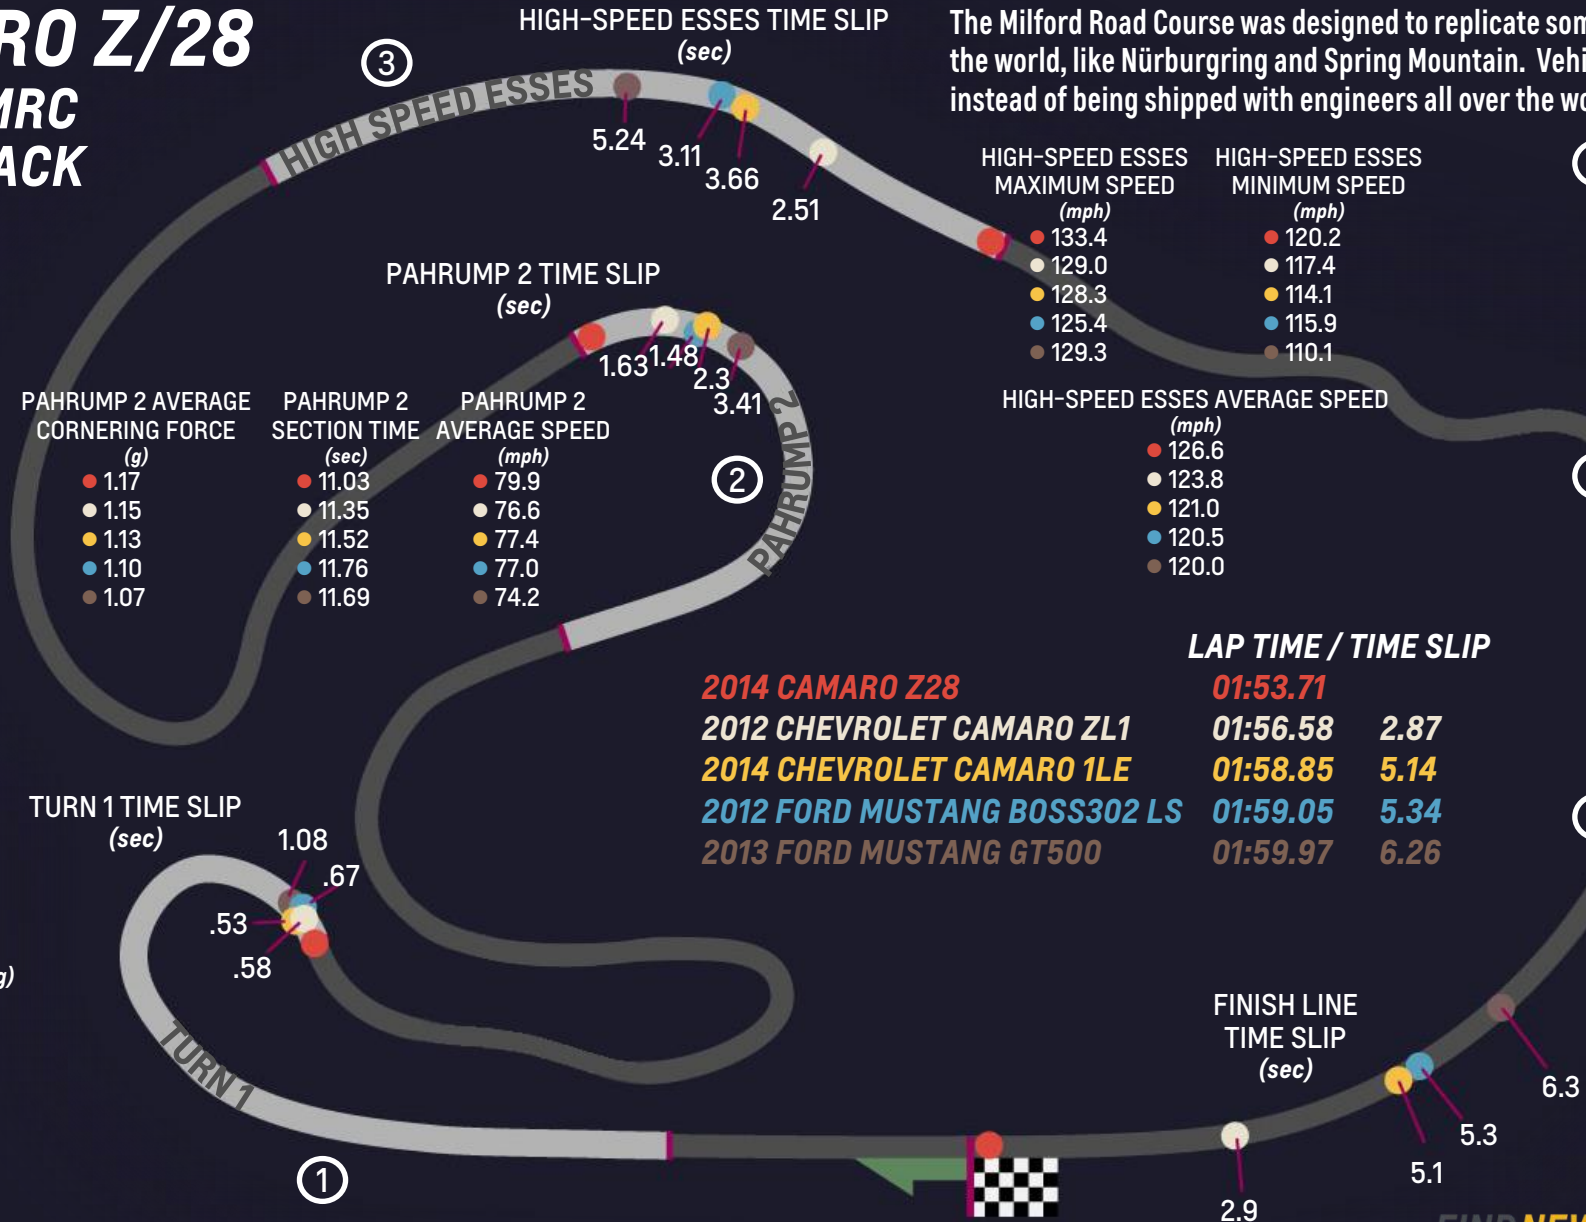 RO Z/28
MRC
ACK
HIGH-SPEED ESSES TIME SLIP
(sec)
The Milford Road Course was designed to replicate som
the world, like Nürburgring and Spring Mountain. Vehi
instead of being shipped with engineers all over the wo
3
HIGH SPEED ESSES
5.24
3.11
3.66
2.51
HIGH-SPEED ESSES
MAXIMUM SPEED
(mph)
133.4
129.0
128.3
125.4
129.3
HIGH-SPEED ESSES
MINIMUM SPEED
(mph)
120.2
117.4
114.1
115.9
110.1
HIGH-SPEED ESSES AVERAGE SPEED
(mph)
126.6
123.8
121.0
120.5
120.0
PAHRUMP 2 TIME SLIP
(sec)
1.63
1.48
2.3
3.41
PAHRUMP 2
2
PAHRUMP 2 AVERAGE
CORNERING FORCE
(g)
1.17
1.15
1.13
1.10
1.07
PAHRUMP 2
SECTION TIME
(sec)
11.03
11.35
11.52
11.76
11.69
PAHRUMP 2
AVERAGE SPEED
(mph)
79.9
76.6
77.4
77.0
74.2
LAP TIME / TIME SLIP
2014 CAMARO Z28 01:53.71
2012 CHEVROLET CAMARO ZL1 01:56.58 2.87
2014 CHEVROLET CAMARO 1LE 01:58.85 5.14
2012 FORD MUSTANG BOSS302 LS 01:59.05 5.34
2013 FORD MUSTANG GT500 01:59.97 6.26
TURN 1 TIME SLIP
(sec)
1.08
.67
.53
.58
g)
TURN 1
1
FINISH LINE
TIME SLIP
(sec)
6.3
5.3
5.1
2.9
FIND NEW